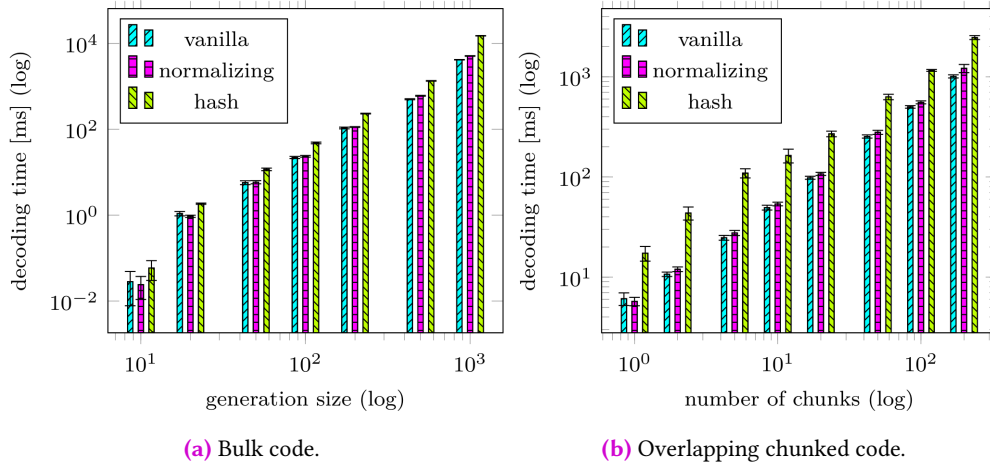 decoding time [ms] (log)
10^4
10^2
10^0
10^−2
vanilla
normalizing
hash
10^1
10^2
10^3
generation size (log)
(a) Bulk code.
decoding time [ms] (log)
10^3
10^2
10^1
vanilla
normalizing
hash
10^0
10^1
10^2
number of chunks (log)
(b) Overlapping chunked code.